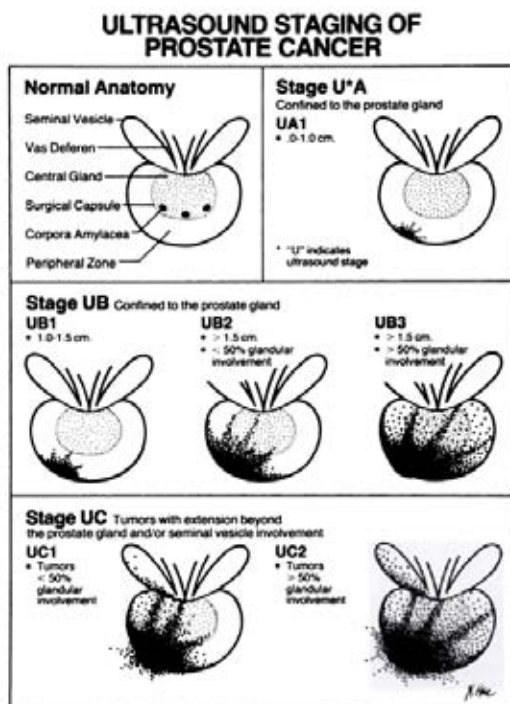 ULTRASOUND STAGING OF
PROSTATE CANCER
Normal Anatomy
Seminal Vesicle
Vas Deferen
Central Gland
Surgical Capsule
Corpora Amylacea
Peripheral Zone
Stage U*A
Confined to the prostate gland
UA1
* .0-1.0 cm.
* "U" indicates
ultrasound stage
Stage UB Confined to the prostate gland
UB1
* 1.0-1.5 cm.
UB2
* > 1.5 cm.
* < 50% glandular
involvement
UB3
* > 1.5 cm.
* > 50% glandular
involvement
Stage UC Tumors with extension beyond
the prostate gland and/or seminal vesicle involvement
UC1
* Tumors
< 50%
glandular
involvement
UC2
* Tumors
> 50%
glandular
involvement